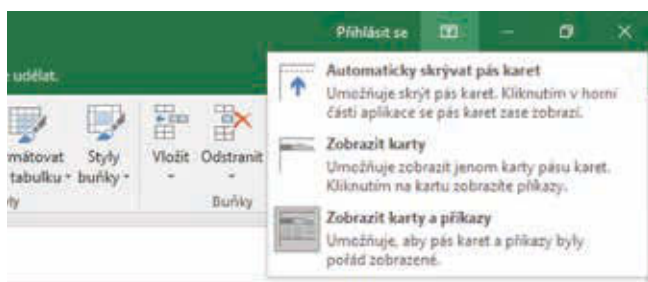 Přihlásit se
udělat.
Automaticky skrývat pás karet
Umožňuje skrýt pás karet. Kliknutím v horní
části aplikace se pás karet zase zobrazí.
Zobrazit karty
Umožňuje zobrazit jenom karty pásu karet.
Kliknutím na kartu zobrazíte příkazy.
Zobrazit karty a příkazy
Umožňuje, aby pás karet a příkazy byly
pořád zobrazené.
mátovat Styly Vložit Odstranit
tabulku buňky
Buňky